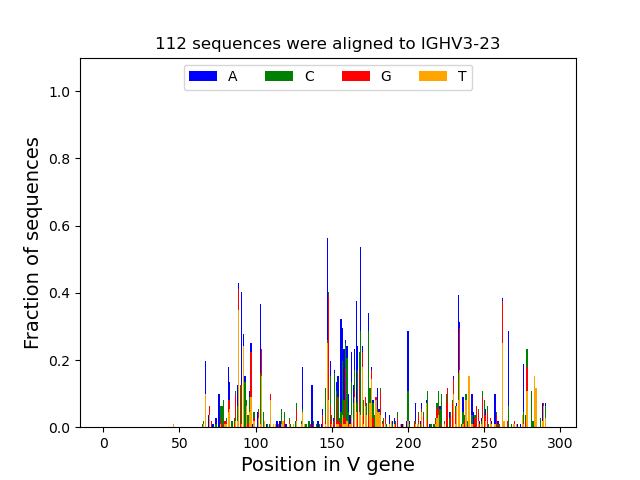 112 sequences were aligned to IGHV3-23
A C G T
1.0
0.8
0.6
0.4
0.2
0.0
Fraction of sequences
0 50 100 150 200 250 300
Position in V gene